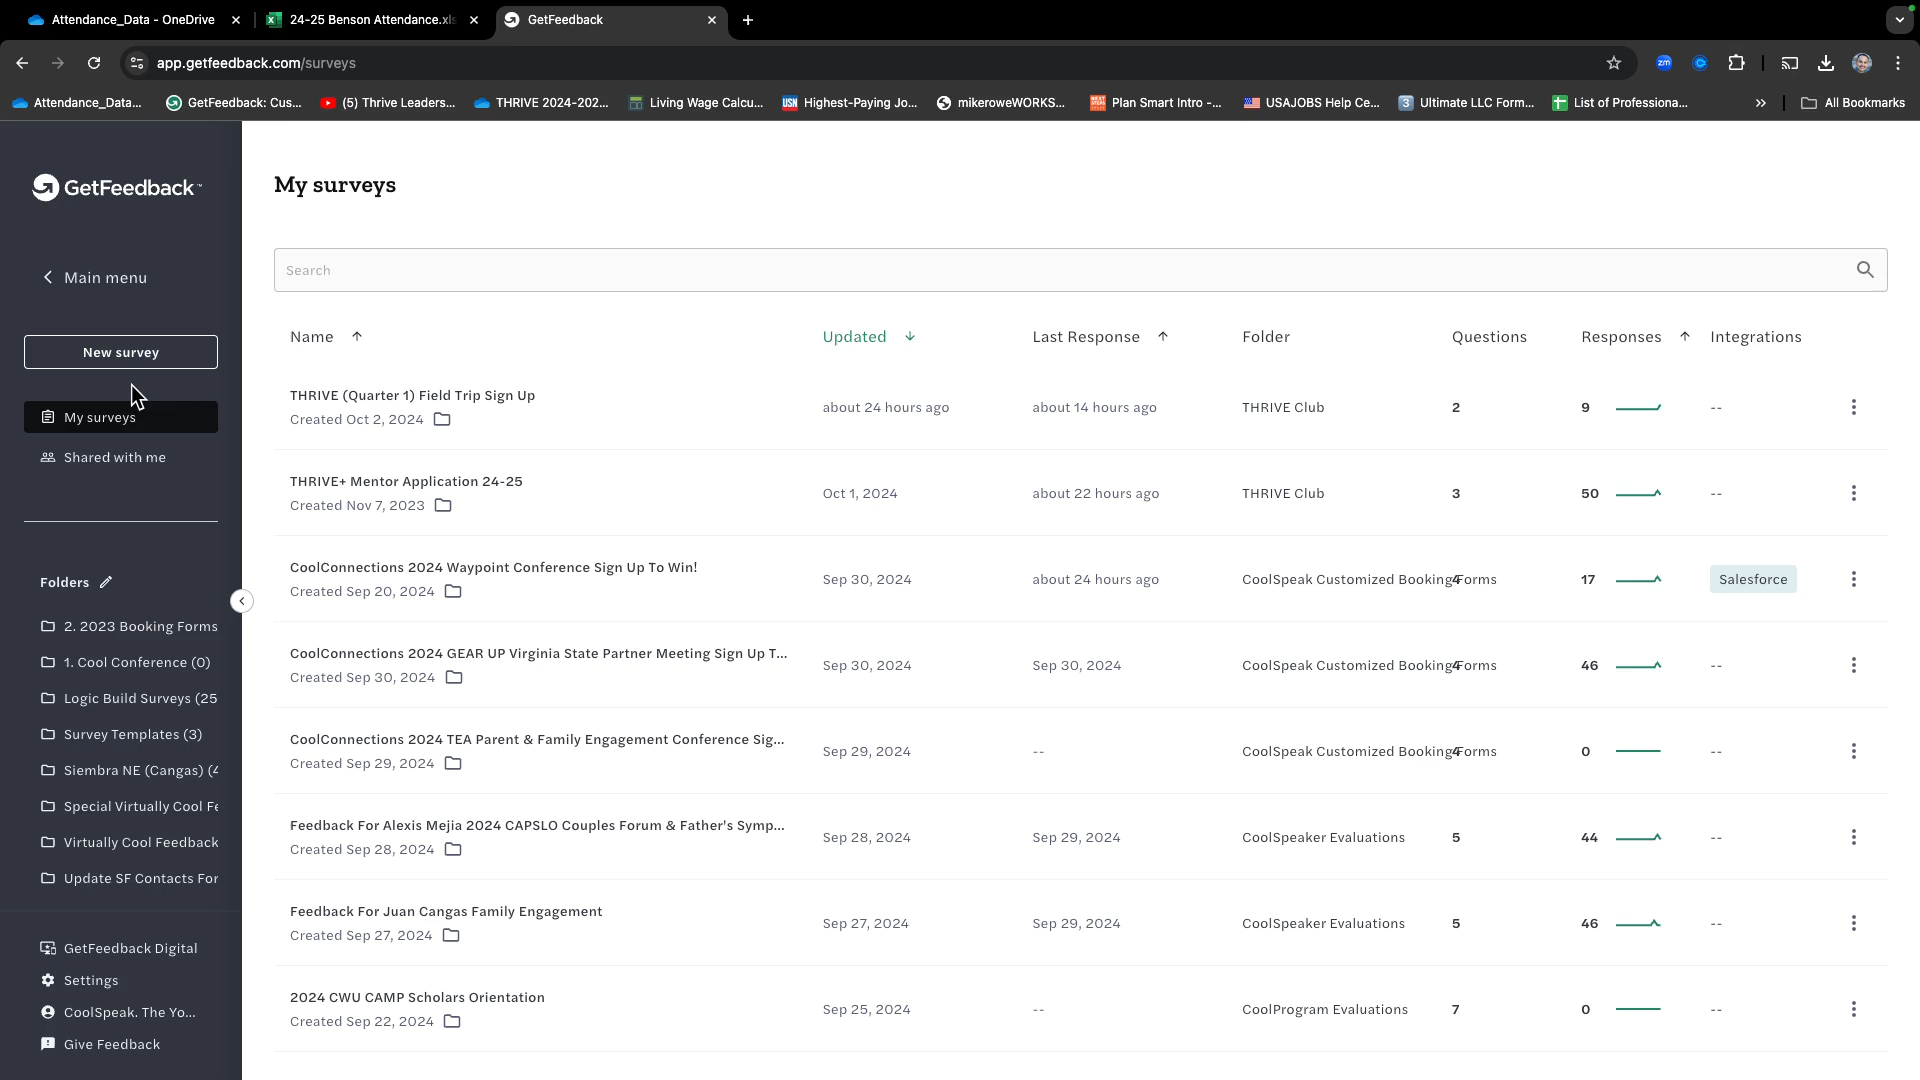 Attendance_Data - OneDrive
24-25 Benson Attendance.xls
GetFeedback
app.getfeedback.com/surveys
zm
Attendance_Data...
GetFeedback: Cus...
(5) Thrive Leaders...
THRIVE 2024-202...
Living Wage Calcu...
USN Highest-Paying Jo...
mikeroweWORKS...
Plan Smart Intro -...
USAJOBS Help Ce...
3 Ultimate LLC Form...
List of Professiona...
All Bookmarks
GetFeedback™
Main menu
New survey
My surveys
Shared with me
Folders
2. 2023 Booking Forms
1. Cool Conference (0)
Logic Build Surveys (25
Survey Templates (3)
Siembra NE (Cangas) (4
Special Virtually Cool Fe
Virtually Cool Feedback
Update SF Contacts For
GetFeedback Digital
Settings
CoolSpeak. The Yo...
Give Feedback
My surveys
Search
Name Updated Last Response Folder Questions Responses Integrations
THRIVE (Quarter 1) Field Trip Sign Up
Created Oct 2, 2024
about 24 hours ago about 14 hours ago THRIVE Club 2 9 --
THRIVE+ Mentor Application 24-25
Created Nov 7, 2023
Oct 1, 2024 about 22 hours ago THRIVE Club 3 50 --
CoolConnections 2024 Waypoint Conference Sign Up To Win!
Created Sep 20, 2024
Sep 30, 2024 about 24 hours ago CoolSpeak Customized Booking Forms 4 17 Salesforce
CoolConnections 2024 GEAR UP Virginia State Partner Meeting Sign Up T...
Created Sep 30, 2024
Sep 30, 2024 Sep 30, 2024 CoolSpeak Customized Booking Forms 4 46 --
CoolConnections 2024 TEA Parent & Family Engagement Conference Sig...
Created Sep 29, 2024
Sep 29, 2024 -- CoolSpeak Customized Booking Forms 4 0 --
Feedback For Alexis Mejia 2024 CAPSLO Couples Forum & Father's Symp...
Created Sep 28, 2024
Sep 28, 2024 Sep 29, 2024 CoolSpeaker Evaluations 5 44 --
Feedback For Juan Cangas Family Engagement
Created Sep 27, 2024
Sep 27, 2024 Sep 29, 2024 CoolSpeaker Evaluations 5 46 --
2024 CWU CAMP Scholars Orientation
Created Sep 22, 2024
Sep 25, 2024 -- CoolProgram Evaluations 7 0 --